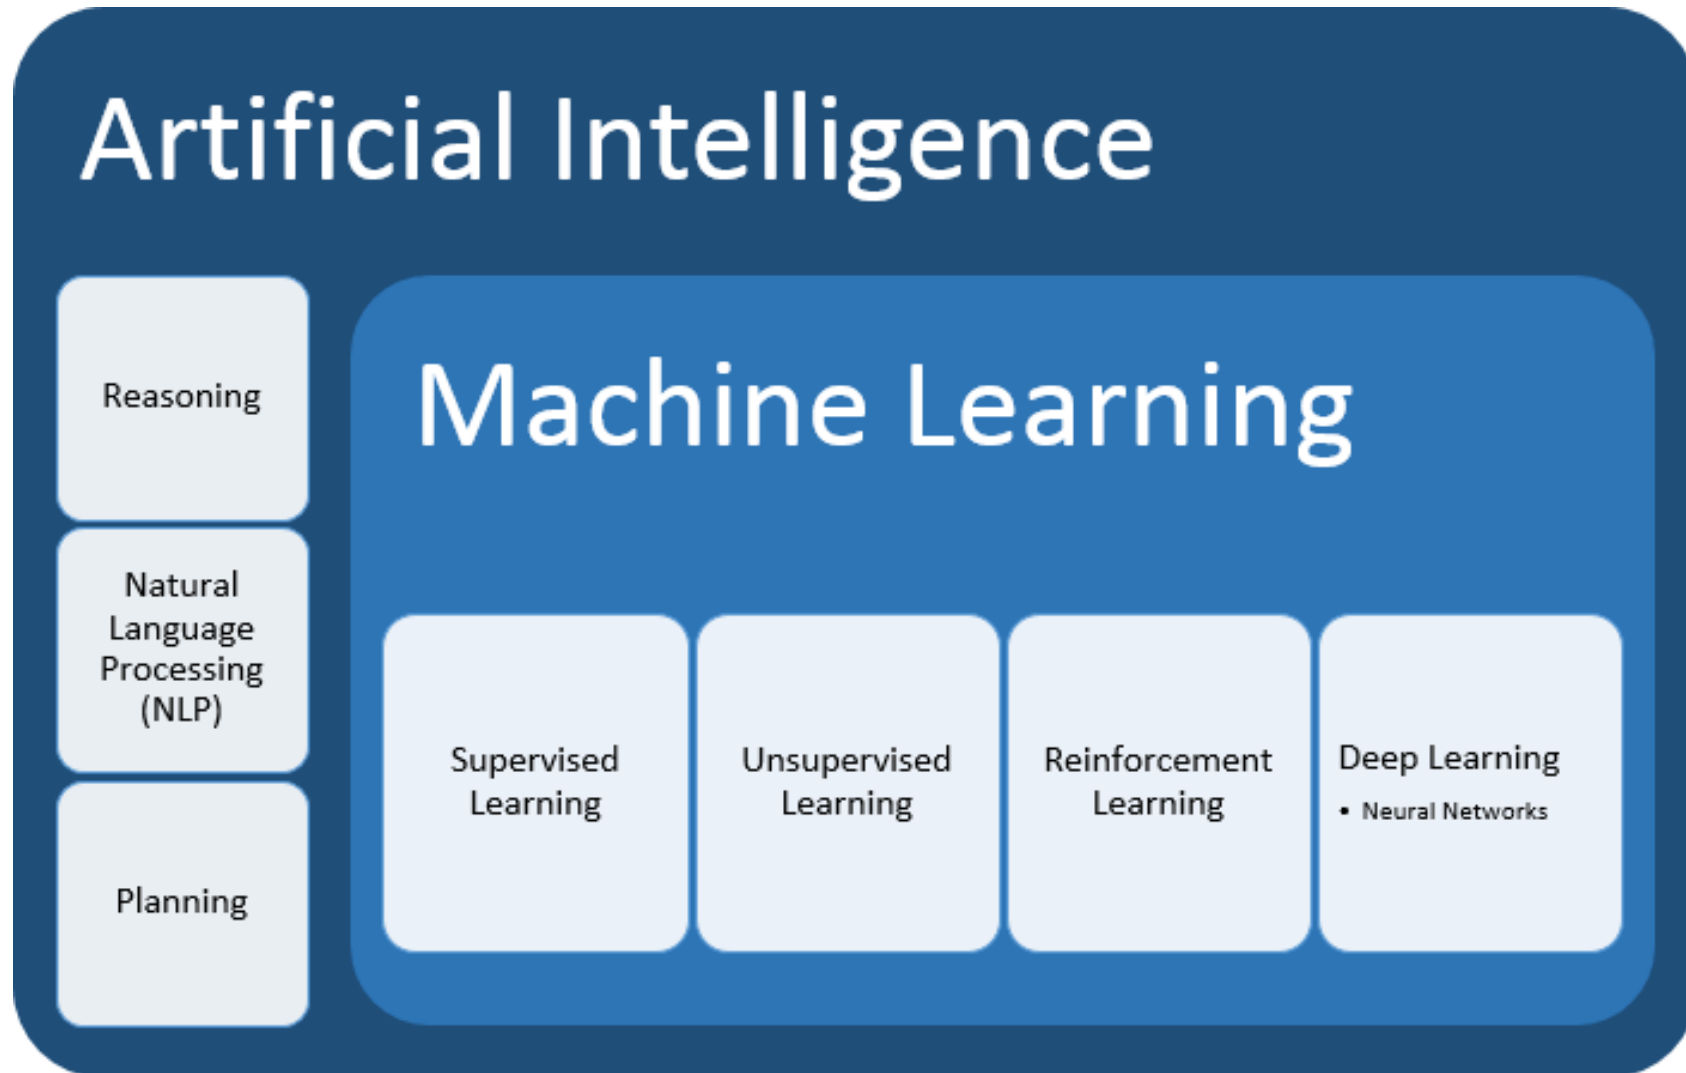 Artificial Intelligence
Reasoning
Natural
Language
Processing
(NLP)
Planning
Machine Learning
Supervised
Learning
Unsupervised
Learning
Reinforcement
Learning
Deep Learning
• Neural Networks